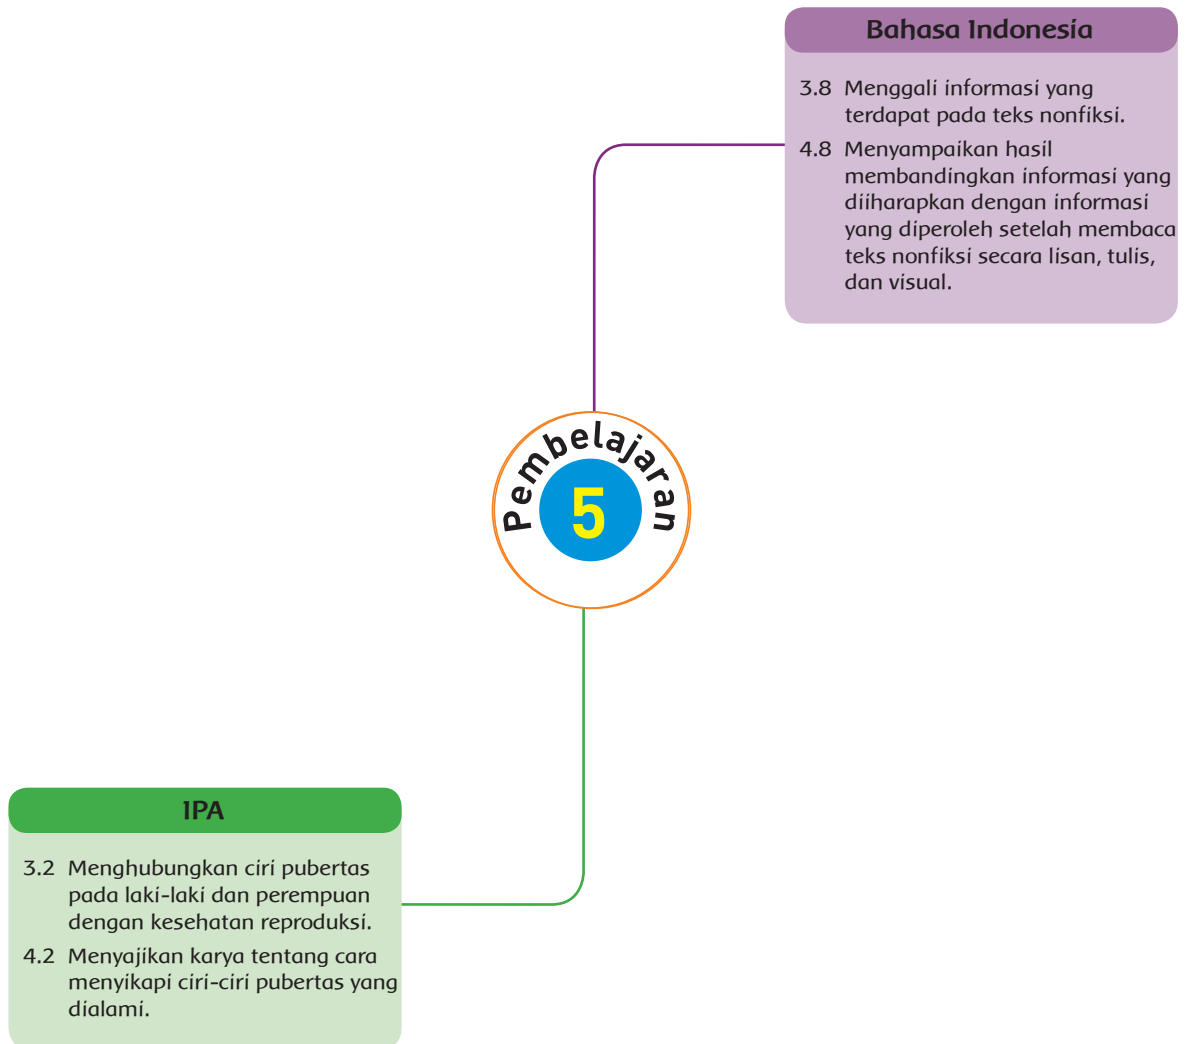 Bahasa Indonesia
3.8 Menggali informasi yang
terdapat pada teks nonfiksi.
4.8 Menyampaikan hasil
membandingkan informasi yang
diiharapkan dengan informasi
yang diperoleh setelah membaca
teks nonfiksi secara lisan, tulis,
dan visual.
Pembelajaran
5
IPA
3.2 Menghubungkan ciri pubertas
pada laki-laki dan perempuan
dengan kesehatan reproduksi.
4.2 Menyajikan karya tentang cara
menyikapi ciri-ciri pubertas yang
dialami.